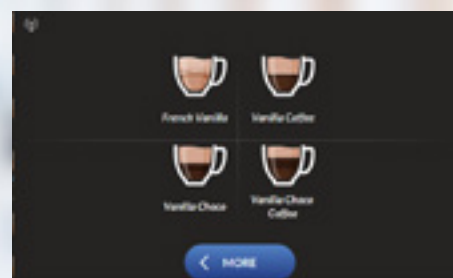 French Vanilla
Vanilla Coffee
Vanilla Choco
Vanilla Choco
Coffee
MORE